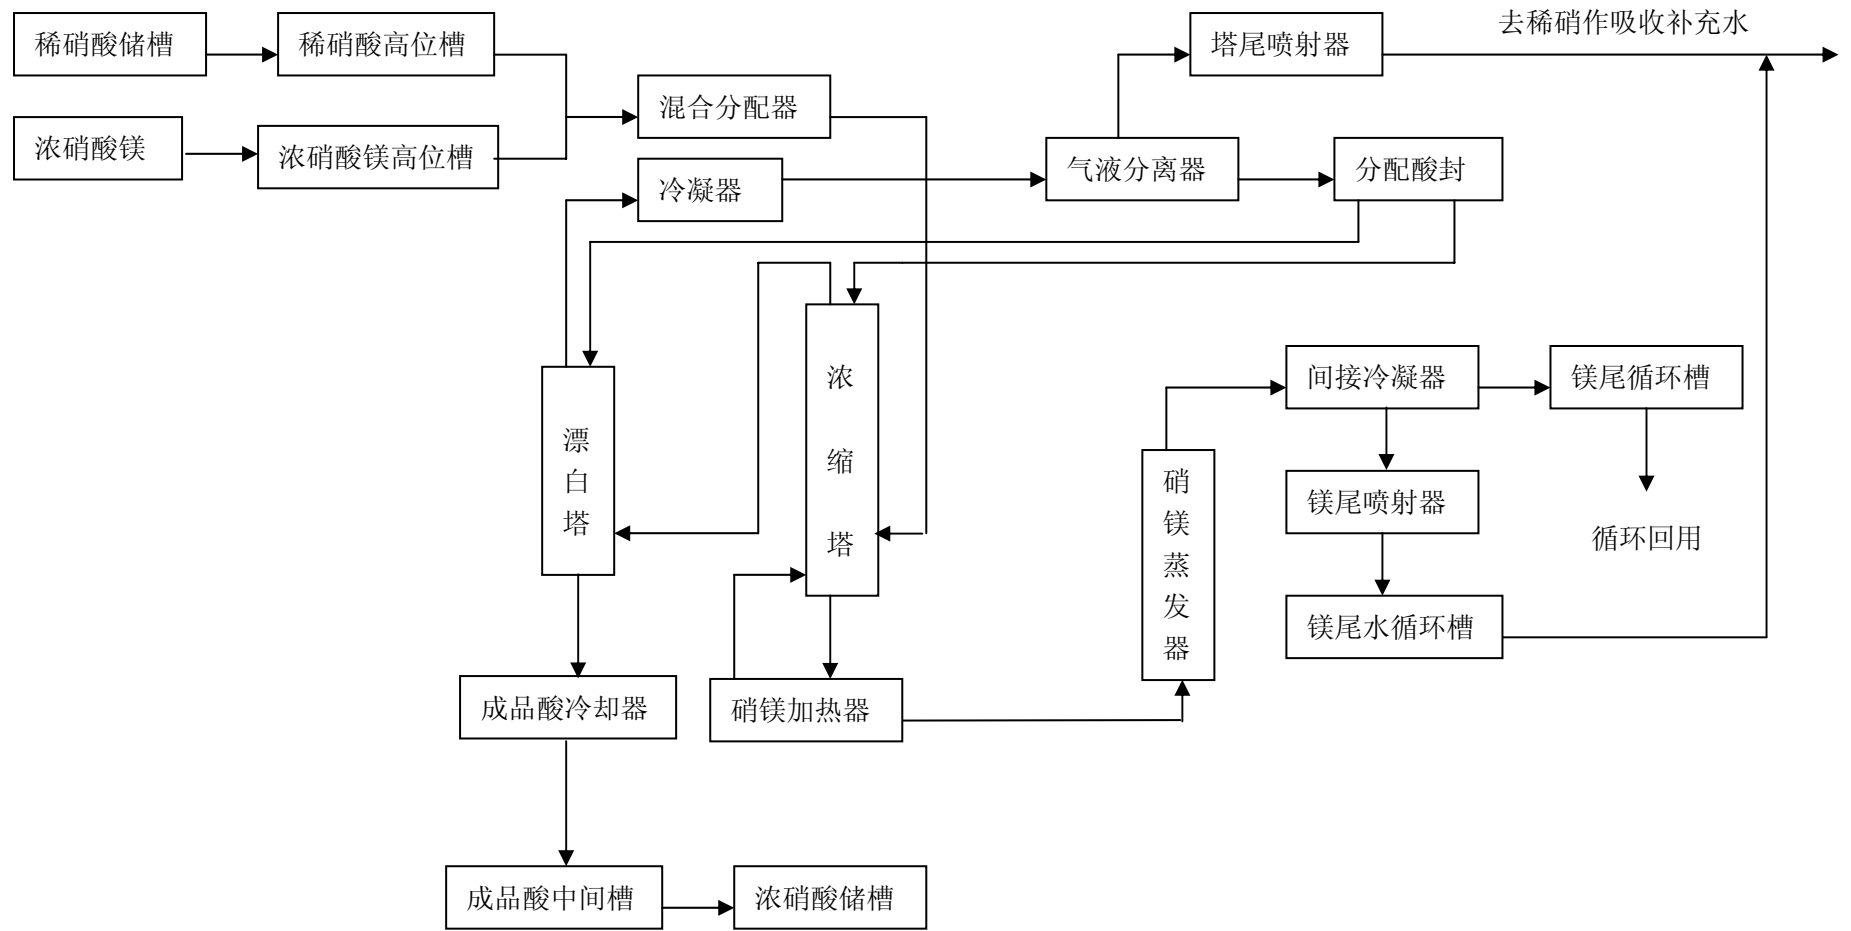 去稀硝作吸收补充水
稀硝酸储槽
稀硝酸高位槽
塔尾喷射器
混合分配器
浓硝酸镁
浓硝酸镁高位槽
气液分离器
分配酸封
冷凝器
间接冷凝器
镁尾循环槽
漂白塔
浓缩塔
硝镁蒸发器
镁尾喷射器
循环回用
镁尾水循环槽
成品酸冷却器
硝镁加热器
成品酸中间槽
浓硝酸储槽